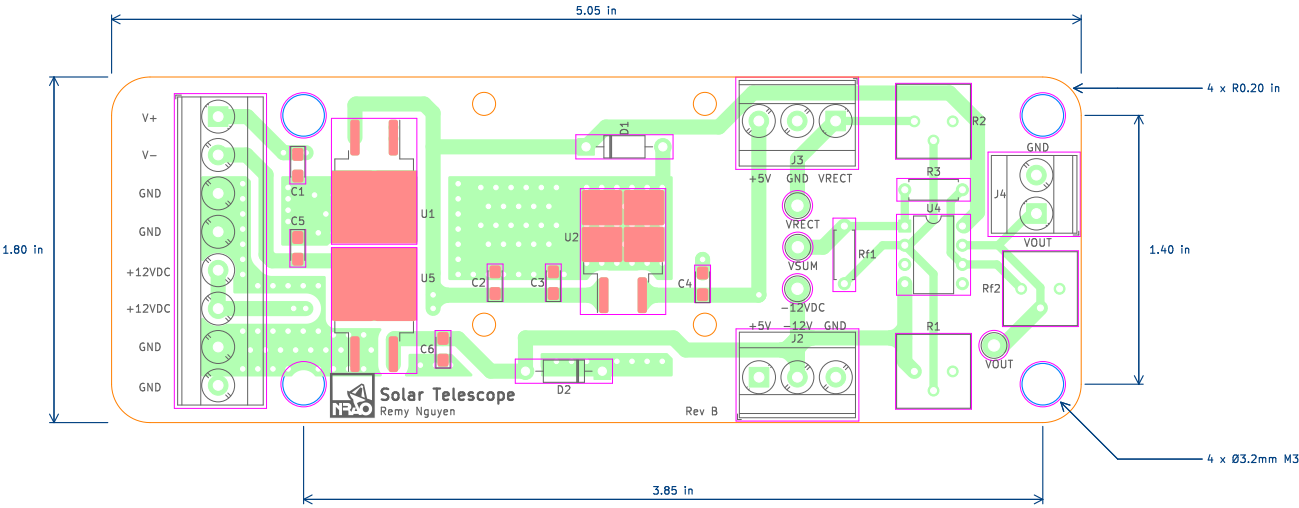 5.05 in
4 x R0.20 in
1.80 in
1.40 in
3.85 in
4 x Ø3.2mm M3
V+
V-
GND
GND
+12VDC
+12VDC
GND
GND
C1
C5
U1
U5
C6
C2
C3
U2
C4
D1
D2
J3
+5V GND VRECT
VRECT
VSUM
-12VDC
+5V -12V GND
J2
Rf1
R2
R3
U4
J4
GND
VOUT
Rf2
R1
VOUT
NRAO
Solar Telescope
Remy Nguyen
Rev B